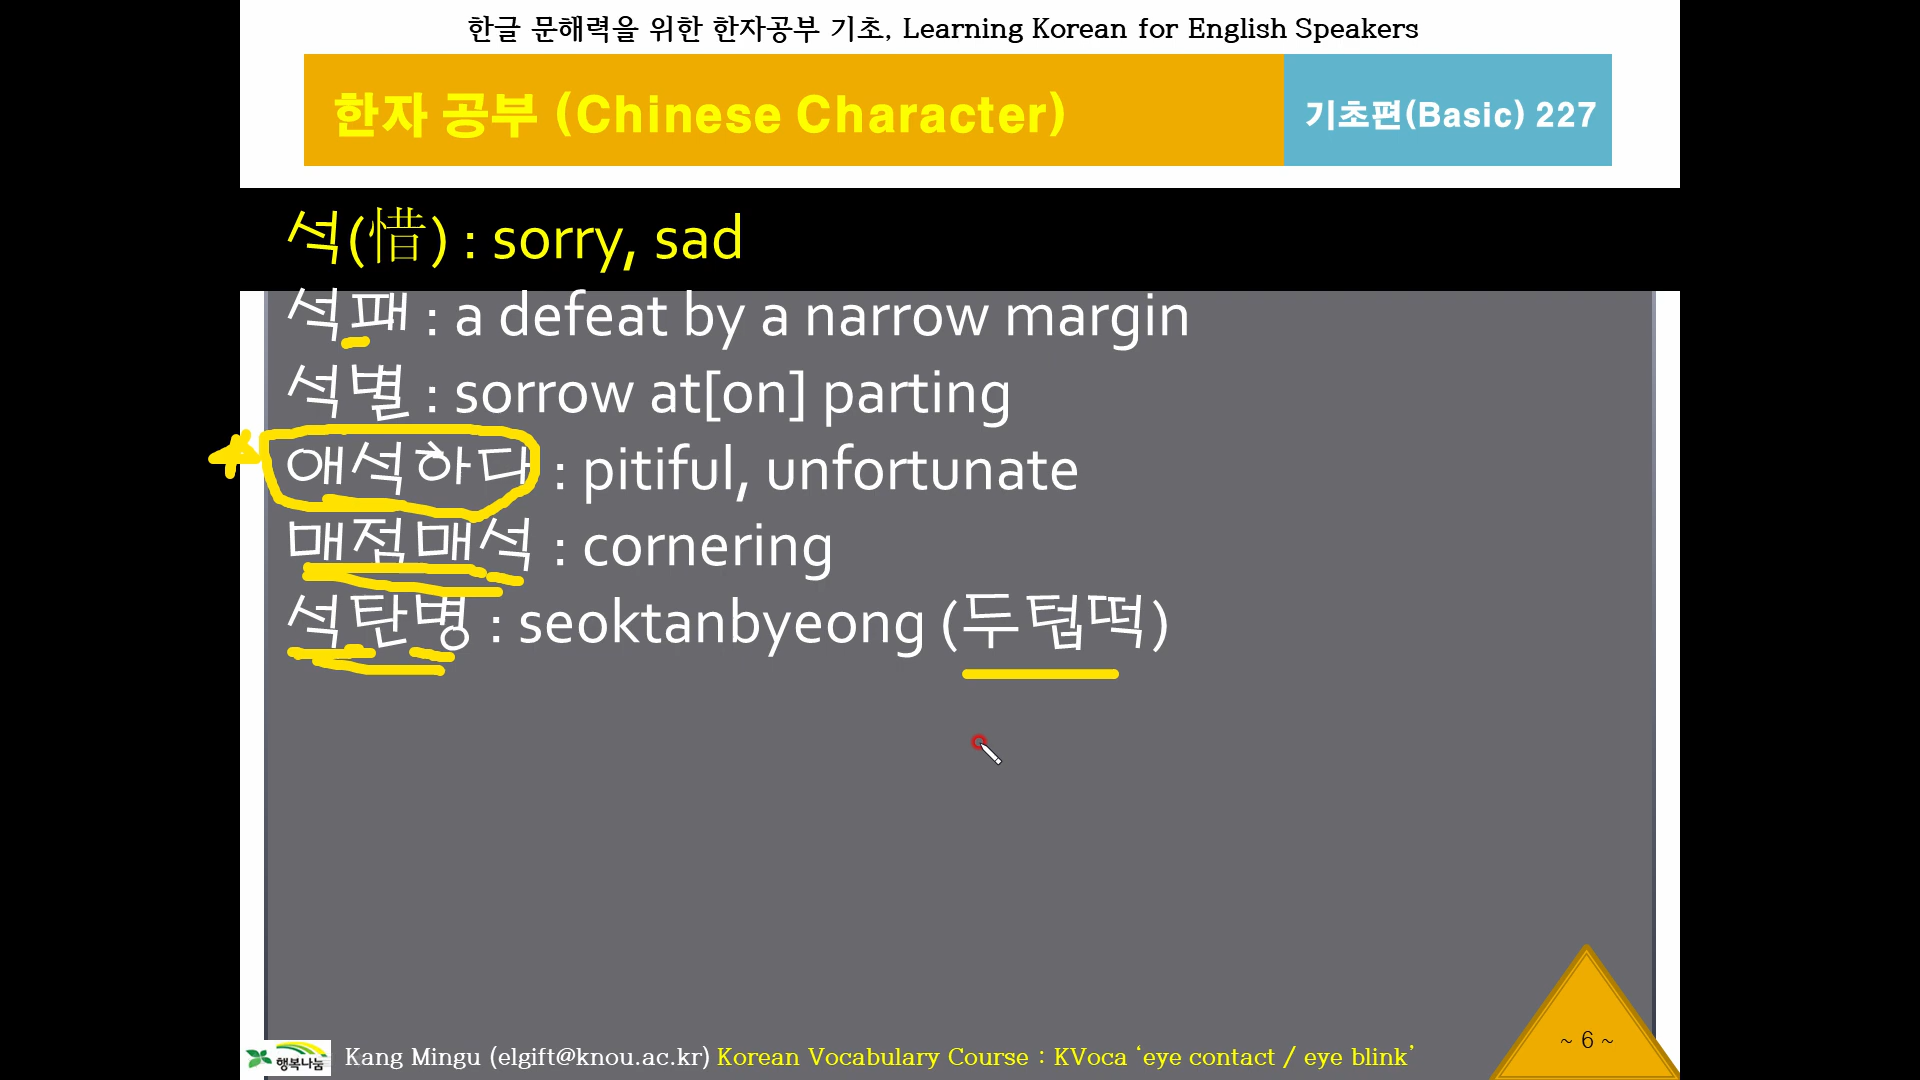 한글 문해력을 위한 한자공부 기초, Learning Korean for English Speakers
한자 공부 (Chinese Character)
기초편(Basic) 227
석(惜) : sorry, sad
석패 : a defeat by a narrow margin
석별 : sorrow at[on] parting
애석하다 : pitiful, unfortunate
매점매석 : cornering
석탄병 : seoktanbyeong (두텁떡)
~ 6 ~
행복나눔
Kang Mingu (elgift@knou.ac.kr) Korean Vocabulary Course : KVoca ‘eye contact / eye blink’